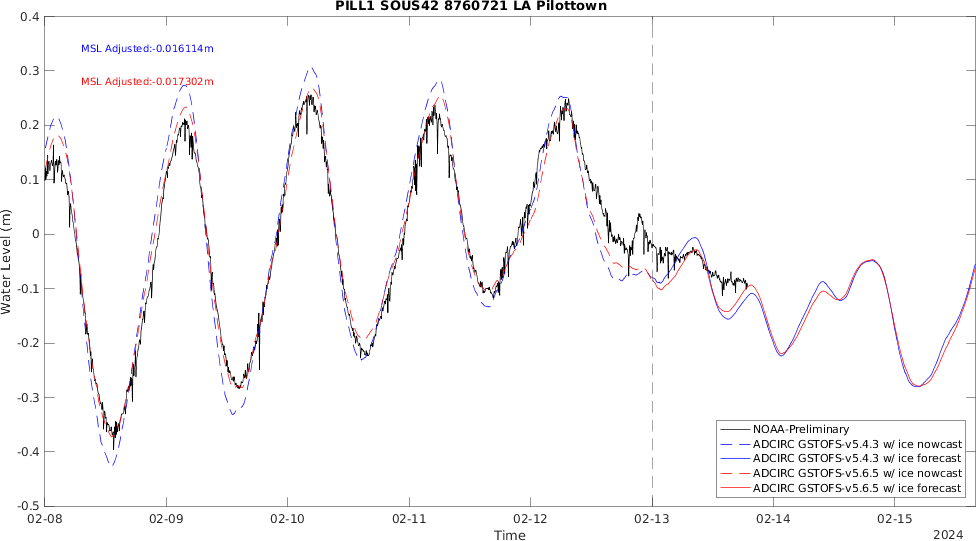 PILL1 SOUS42 8760721 LA Pilottown
0.4
MSL Adjusted:-0.016114m
0.3
MSL Adjusted:-0.017302m
0.2
0.1
0
-0.1
-0.2
-0.3
-0.4
-0.5
Water Level (m)
NOAA-Preliminary
ADCIRC GSTOFS-v5.4.3 w/ ice nowcast
ADCIRC GSTOFS-v5.4.3 w/ ice forecast
ADCIRC GSTOFS-v5.6.5 w/ ice nowcast
ADCIRC GSTOFS-v5.6.5 w/ ice forecast
02-08 02-09 02-10 02-11 02-12 02-13 02-14 02-15
Time
2024